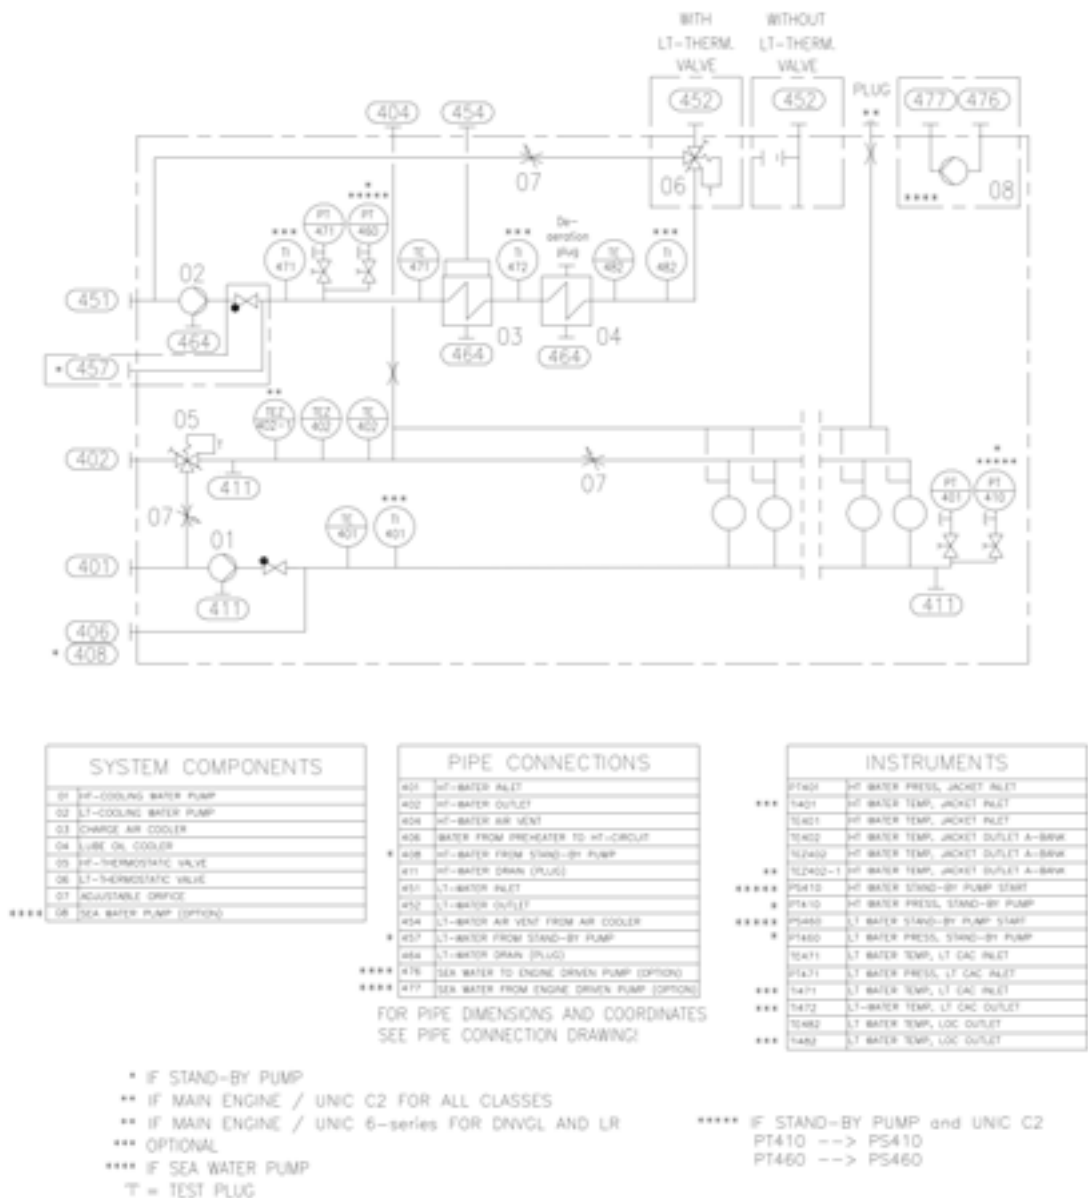 WITH WITHOUT
LT-THERM. LT-THERM.
VALVE VALVE PLUG
404 454 452 452 ** 477 476
07 06 **** 08
* *****
*** PT 471 PT 460 TI 471 TE 471 *** TI 472 De-aeration plug TE 482 *** TI 482
02
451
464 464 03 464 04
* 457
** TEZ 402-1 TEZ 402 TE 402
05
402
411 07
* *****
PT 401 PT 410
07 TE 401 *** TI 401
01
401
411 411
406
* 408
SYSTEM COMPONENTS
01 HT-COOLING WATER PUMP
02 LT-COOLING WATER PUMP
03 CHARGE AIR COOLER
04 LUBE OIL COOLER
05 HT-THERMOSTATIC VALVE
06 LT-THERMOSTATIC VALVE
07 ADJUSTABLE ORIFICE
**** 08 SEA WATER PUMP (OPTION)
PIPE CONNECTIONS
401 HT-WATER INLET
402 HT-WATER OUTLET
404 HT-WATER AIR VENT
406 WATER FROM PREHEATER TO HT-CIRCUIT
* 408 HT-WATER FROM STAND-BY PUMP
411 HT-WATER DRAIN (PLUG)
451 LT-WATER INLET
452 LT-WATER OUTLET
454 LT-WATER AIR VENT FROM AIR COOLER
* 457 LT-WATER FROM STAND-BY PUMP
464 LT-WATER DRAIN (PLUG)
**** 476 SEA WATER TO ENGINE DRIVEN PUMP (OPTION)
**** 477 SEA WATER FROM ENGINE DRIVEN PUMP (OPTION)
FOR PIPE DIMENSIONS AND COORDINATES
SEE PIPE CONNECTION DRAWING!
INSTRUMENTS
PT401 HT WATER PRESS, JACKET INLET
*** TI401 HT WATER TEMP, JACKET INLET
TE401 HT WATER TEMP, JACKET INLET
TE402 HT WATER TEMP, JACKET OUTLET A-BANK
TEZ402 HT WATER TEMP, JACKET OUTLET A-BANK
** TEZ402-1 HT WATER TEMP, JACKET OUTLET A-BANK
***** PS410 HT WATER STAND-BY PUMP START
* PT410 HT WATER PRESS, STAND-BY PUMP
***** PS460 LT WATER STAND-BY PUMP START
* PT460 LT WATER PRESS, STAND-BY PUMP
TE471 LT WATER TEMP, LT CAC INLET
PT471 LT WATER PRESS, LT CAC INLET
*** TI471 LT WATER TEMP, LT CAC INLET
*** TI472 LT-WATER TEMP, LT CAC OUTLET
TE482 LT WATER TEMP, LOC OUTLET
*** TI482 LT WATER TEMP, LOC OUTLET
* IF STAND-BY PUMP
** IF MAIN ENGINE / UNIC C2 FOR ALL CLASSES
** IF MAIN ENGINE / UNIC 6-series FOR DNVGL AND LR
*** OPTIONAL
**** IF SEA WATER PUMP
T = TEST PLUG
***** IF STAND-BY PUMP and UNIC C2
PT410 --> PS410
PT460 --> PS460